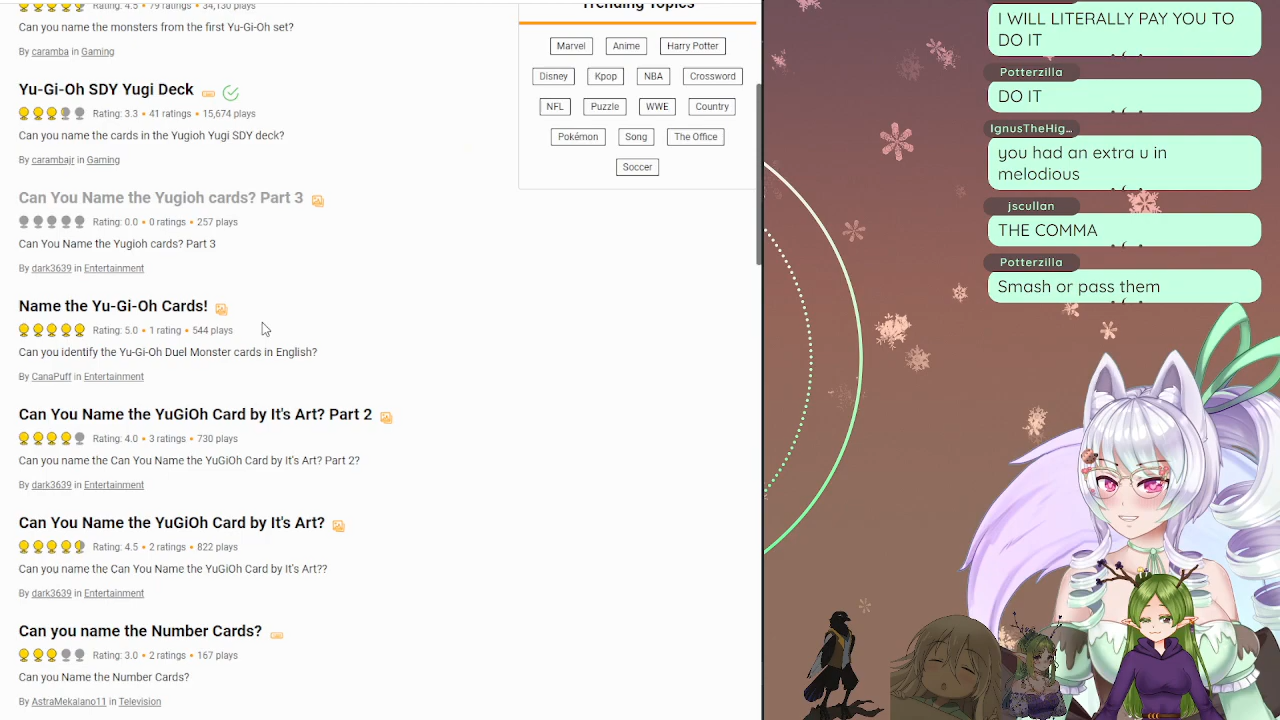 Rating: 4.5 • 79 ratings • 34,130 plays
Can you name the monsters from the first Yu-Gi-Oh set?
By caramba in Gaming
Yu-Gi-Oh SDY Yugi Deck
Rating: 3.3 • 41 ratings • 15,674 plays
Can you name the cards in the Yugioh Yugi SDY deck?
By carambajr in Gaming
Can You Name the Yugioh cards? Part 3
Rating: 0.0 • 0 ratings • 257 plays
Can You Name the Yugioh cards? Part 3
By dark3639 in Entertainment
Name the Yu-Gi-Oh Cards!
Rating: 5.0 • 1 rating • 544 plays
Can you identify the Yu-Gi-Oh Duel Monster cards in English?
By CanaPuff in Entertainment
Can You Name the YuGiOh Card by It's Art? Part 2
Rating: 4.0 • 3 ratings • 730 plays
Can you name the Can You Name the YuGiOh Card by It's Art? Part 2?
By dark3639 in Entertainment
Can You Name the YuGiOh Card by It's Art?
Rating: 4.5 • 2 ratings • 822 plays
Can you name the Can You Name the YuGiOh Card by It's Art??
By dark3639 in Entertainment
Can you name the Number Cards?
Rating: 3.0 • 2 ratings • 167 plays
Can you Name the Number Cards?
By AstraMekalano11 in Television
Trending Topics
Marvel Anime Harry Potter
Disney Kpop NBA Crossword
NFL Puzzle WWE Country
Pokémon Song The Office
Soccer
I WILL LITERALLY PAY YOU TO
DO IT
Potterzilla
DO IT
IgnusTheHig...
you had an extra u in
melodious
jscullan
THE COMMA
Potterzilla
Smash or pass them